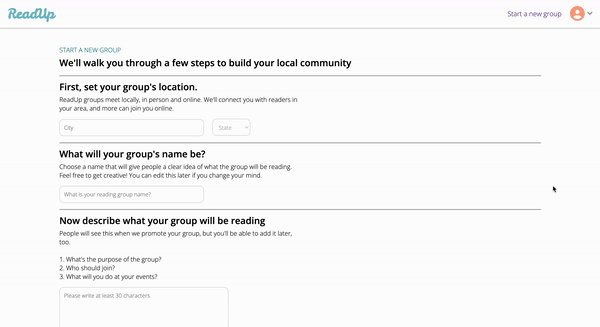 ReadUp
Start a new group
START A NEW GROUP
We'll walk you through a few steps to build your local community
First, set your group's location.
ReadUp groups meet locally, in person and online. We'll connect you with readers in
your area, and more can join you online.
City
State
What will your group's name be?
Choose a name that will give people a clear idea of what the group will be reading.
Feel free to get creative! You can edit this later if you change your mind.
What is your reading group name?
Now describe what your group will be reading
People will see this when we promote your group, but you'll be able to add it later,
too.
1. What's the purpose of the group?
2. Who should join?
3. What will you do at your events?
Please write at least 30 characters